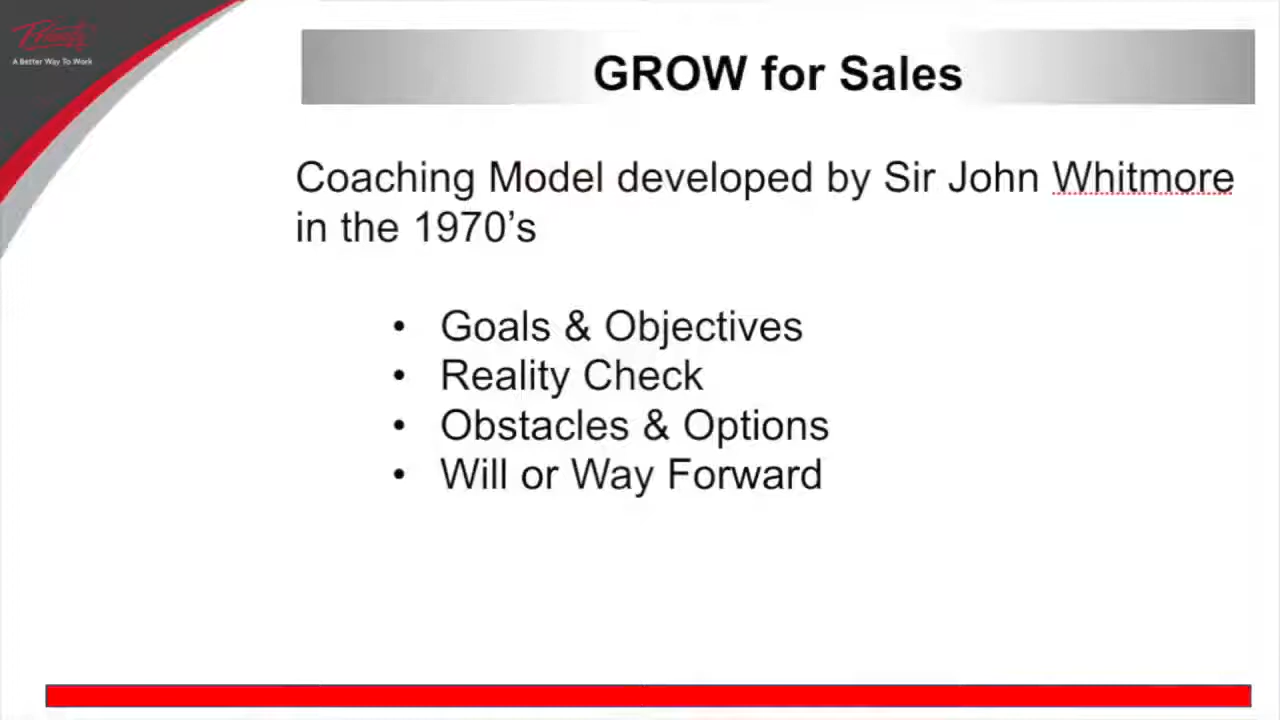 A Better Way To Work
GROW for Sales
Coaching Model developed by Sir John Whitmore
in the 1970’s
• Goals & Objectives
• Reality Check
• Obstacles & Options
• Will or Way Forward